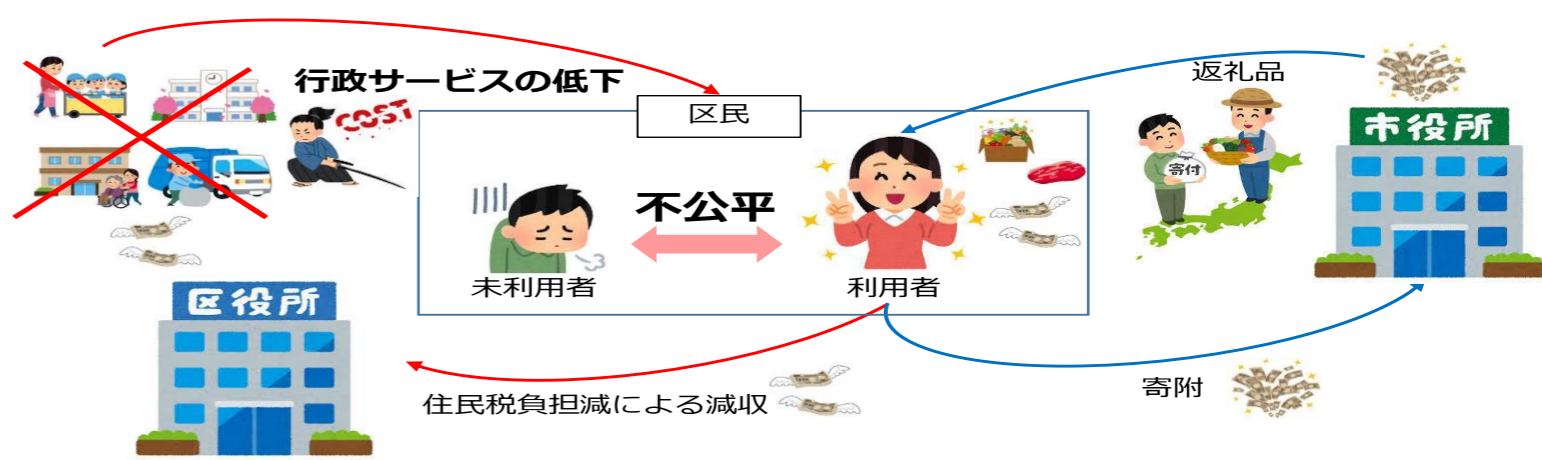 行政サービスの低下
COST
区民
返礼品
市役所
寄付
不公平
未利用者
利用者
区役所
住民税負担減による減収
寄附